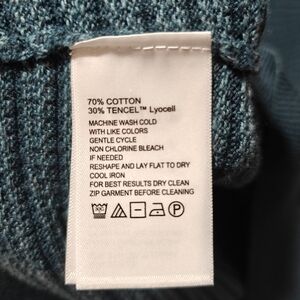 70% COTTON
30% TENCEL™ Lyocell
MACHINE WASH COLD
WITH LIKE COLORS
GENTLE CYCLE
NON CHLORINE BLEACH
IF NEEDED
RESHAPE AND LAY FLAT TO DRY
COOL IRON
FOR BEST RESULTS DRY CLEAN
ZIP GARMENT BEFORE CLEANING
P